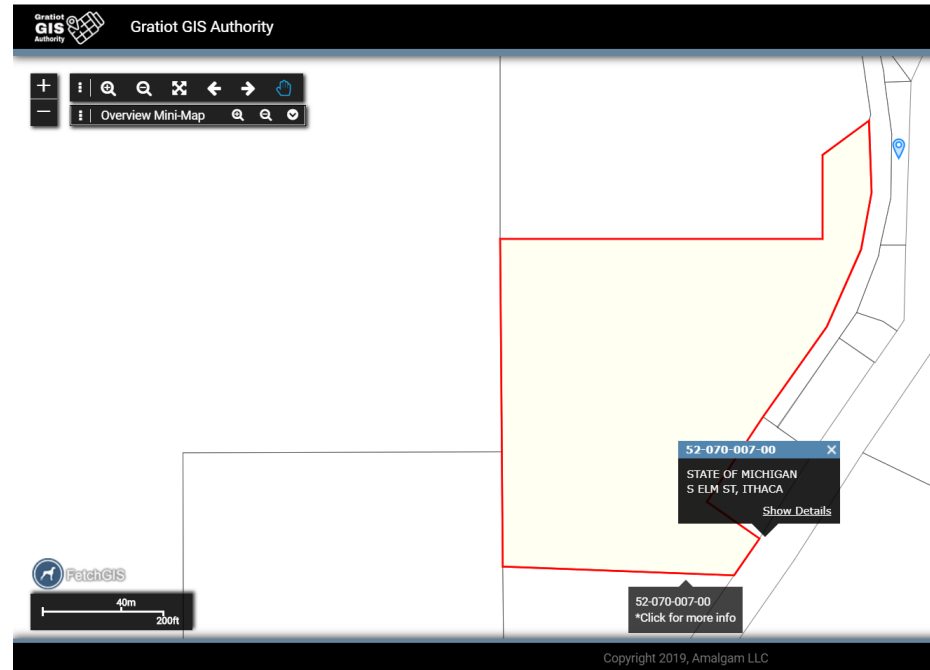 Gratiot
GIS
Authority
Gratiot GIS Authority
Overview Mini-Map
52-070-007-00
STATE OF MICHIGAN
S ELM ST, ITHACA
Show Details
FetchGIS
40m
200ft
52-070-007-00
*Click for more info
Copyright 2019, Amalgam LLC